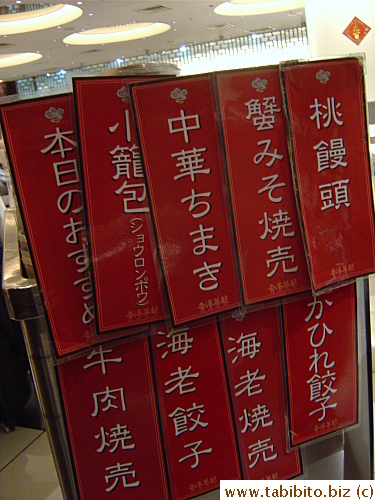 本日のおすすめ
小籠包(ショウロンポウ)
中華ちまき
蟹みそ焼売
桃饅頭
牛肉焼売
海老餃子
海老焼売
かひれ餃子
www.tabibito.biz (c)